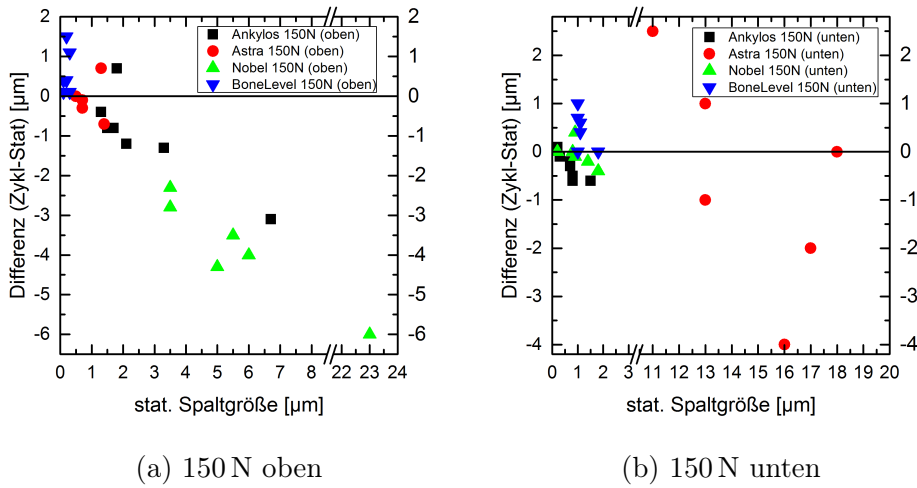 2
1
0
-1
-2
-3
-4
-5
-6
Differenz (Zykl-Stat) [µm]
Ankylos 150N (oben)
Astra 150N (oben)
Nobel 150N (oben)
BoneLevel 150N (oben)
2
1
0
-1
-2
-3
-4
-5
-6
0 1 2 3 4 5 6 7 8 22 23 24
stat. Spaltgröße [µm]
(a) 150 N oben
2
1
0
-1
-2
-3
-4
Differenz (Zykl-Stat) [µm]
Ankylos 150N (unten)
Astra 150N (unten)
Nobel 150N (unten)
BoneLevel 150N (unten)
2
1
0
-1
-2
-3
-4
0 1 2 3 11 12 13 14 15 16 17 18 19 20
stat. Spaltgröße [µm]
(b) 150 N unten